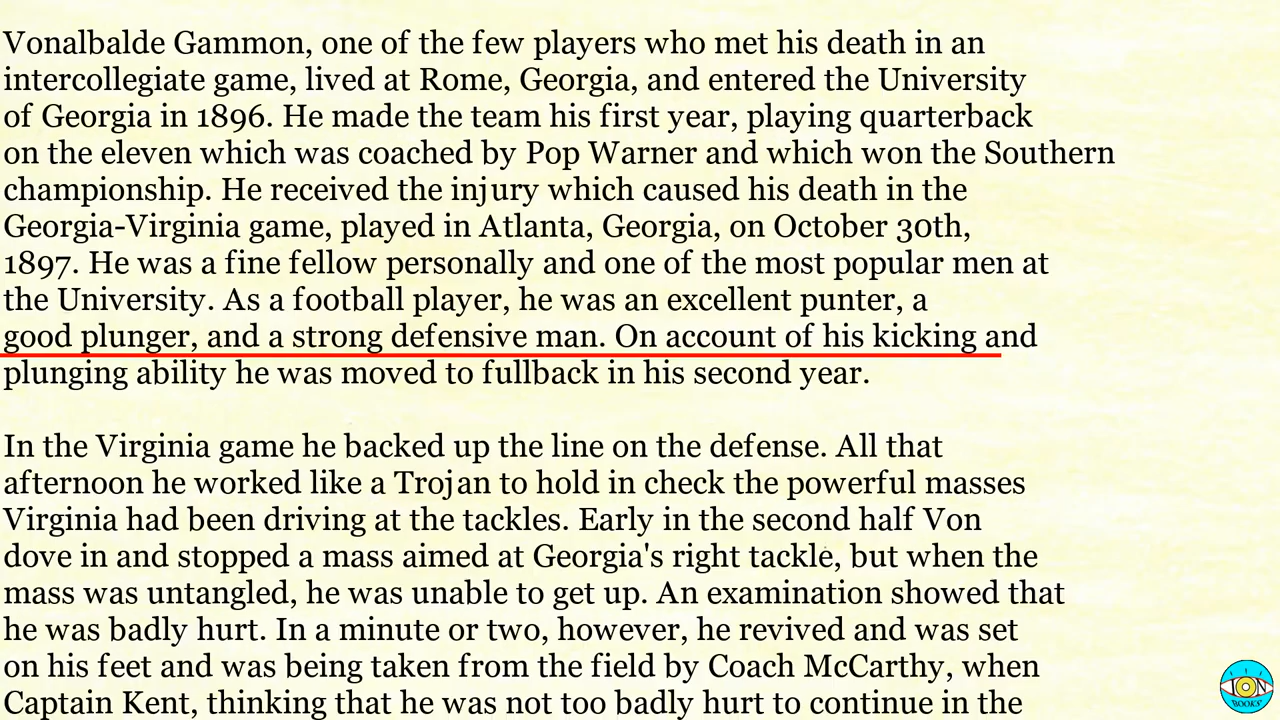 Vonalbalde Gammon, one of the few players who met his death in an
intercollegiate game, lived at Rome, Georgia, and entered the University
of Georgia in 1896. He made the team his first year, playing quarterback
on the eleven which was coached by Pop Warner and which won the Southern
championship. He received the injury which caused his death in the
Georgia-Virginia game, played in Atlanta, Georgia, on October 30th,
1897. He was a fine fellow personally and one of the most popular men at
the University. As a football player, he was an excellent punter, a
good plunger, and a strong defensive man. On account of his kicking and
plunging ability he was moved to fullback in his second year.
In the Virginia game he backed up the line on the defense. All that
afternoon he worked like a Trojan to hold in check the powerful masses
Virginia had been driving at the tackles. Early in the second half Von
dove in and stopped a mass aimed at Georgia's right tackle, but when the
mass was untangled, he was unable to get up. An examination showed that
he was badly hurt. In a minute or two, however, he revived and was set
on his feet and was being taken from the field by Coach McCarthy, when
Captain Kent, thinking that he was not too badly hurt to continue in the
ION
BOOKS